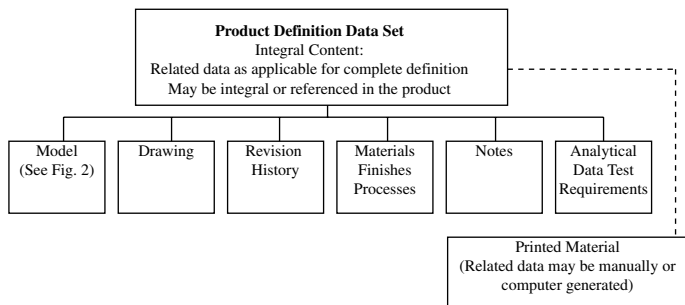 Product Definition Data Set
Integral Content:
Related data as applicable for complete definition
May be integral or referenced in the product
Model
(See Fig. 2)
Drawing
Revision
History
Materials
Finishes
Processes
Notes
Analytical
Data Test
Requirements
Printed Material
(Related data may be manually or
computer generated)